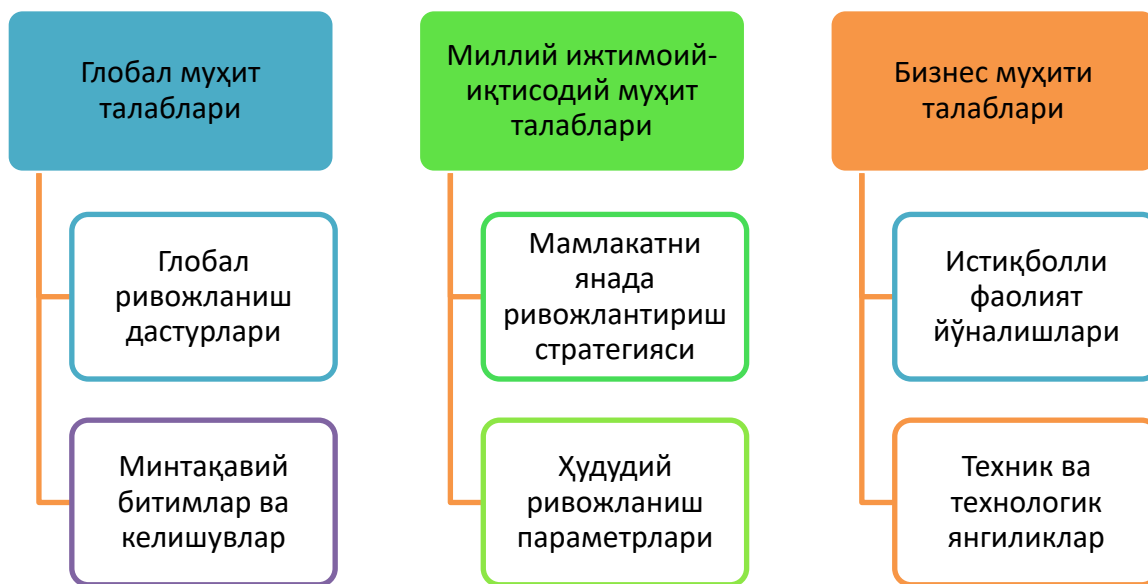 Глобал муҳит
талаблари
Глобал
ривожланиш
дастурлари
Минтақавий
битимлар ва
келишувлар
Миллий ижтимоий-
иқтисодий муҳит
талаблари
Мамлакатни
янада
ривожлантириш
стратегияси
Ҳудудий
ривожланиш
параметрлари
Бизнес муҳити
талаблари
Истиқболли
фаолият
йўналишлари
Техник ва
технологик
янгиликлар